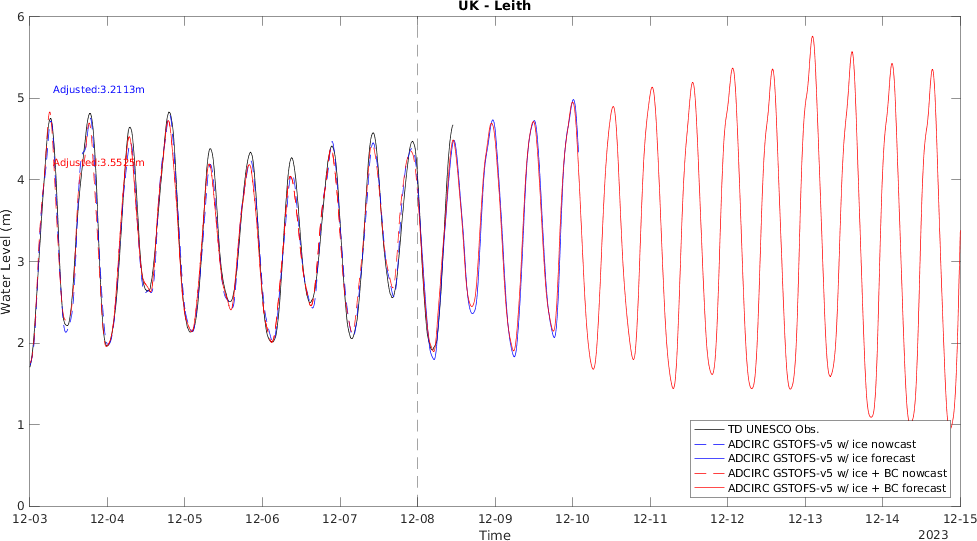 UK - Leith
6
5
4
3
2
1
0
Water Level (m)
Adjusted:3.2113m
Adjusted:3.5525m
TD UNESCO Obs.
ADCIRC GSTOFS-v5 w/ ice nowcast
ADCIRC GSTOFS-v5 w/ ice forecast
ADCIRC GSTOFS-v5 w/ ice + BC nowcast
ADCIRC GSTOFS-v5 w/ ice + BC forecast
12-03 12-04 12-05 12-06 12-07 12-08 12-09 12-10 12-11 12-12 12-13 12-14 12-15
Time
2023